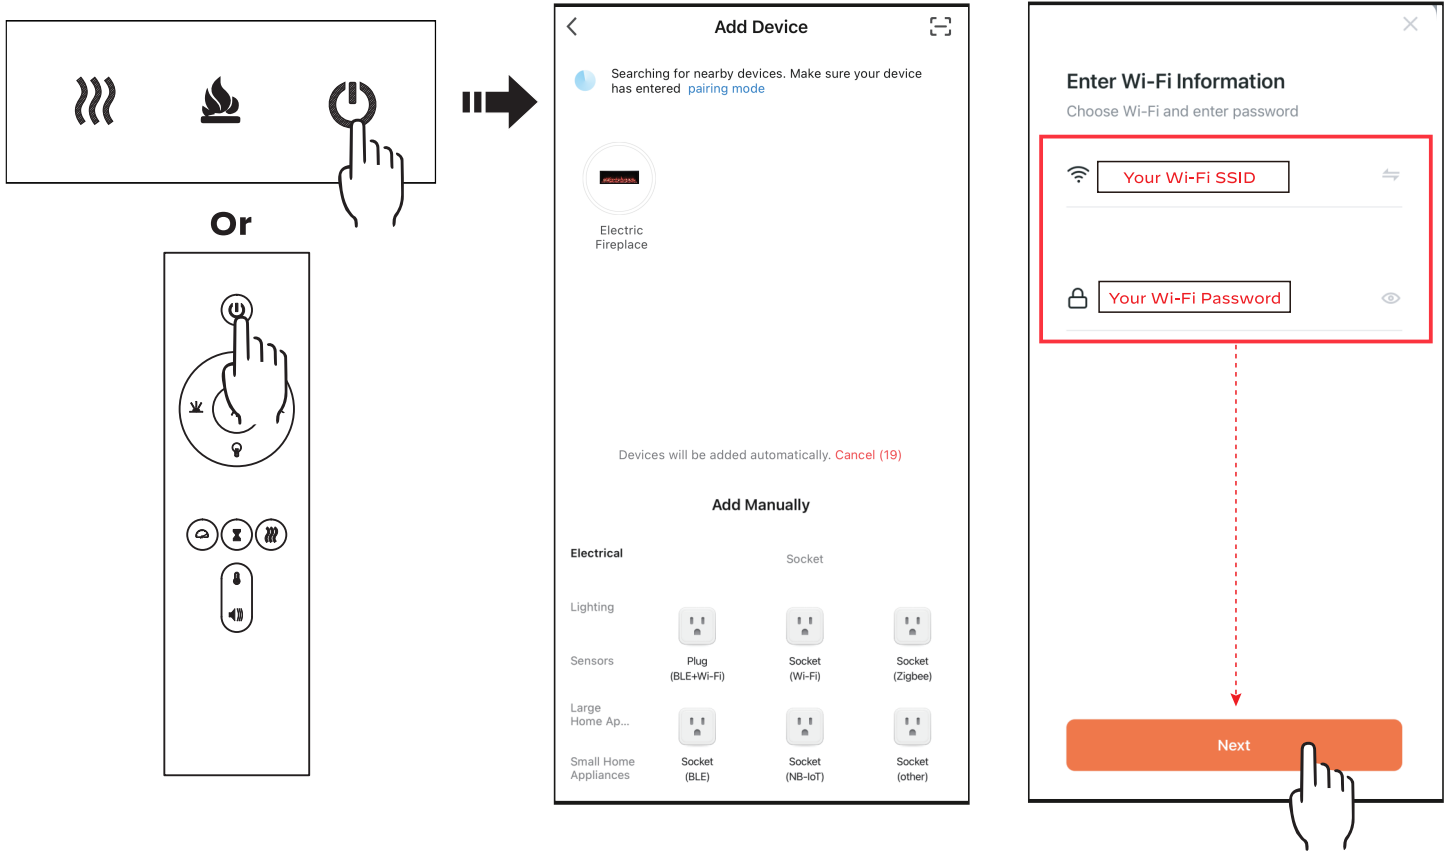 Or
Add Device
Searching for nearby devices. Make sure your device
has entered pairing mode
Electric
Fireplace
Devices will be added automatically. Cancel (19)
Add Manually
Electrical
Socket
Lighting
Sensors
Large
Home Ap...
Small Home
Appliances
Plug
(BLE+Wi-Fi)
Socket
(Wi-Fi)
Socket
(Zigbee)
Socket
(BLE)
Socket
(NB-IoT)
Socket
(other)
Enter Wi-Fi Information
Choose Wi-Fi and enter password
Your Wi-Fi SSID
Your Wi-Fi Password
Next